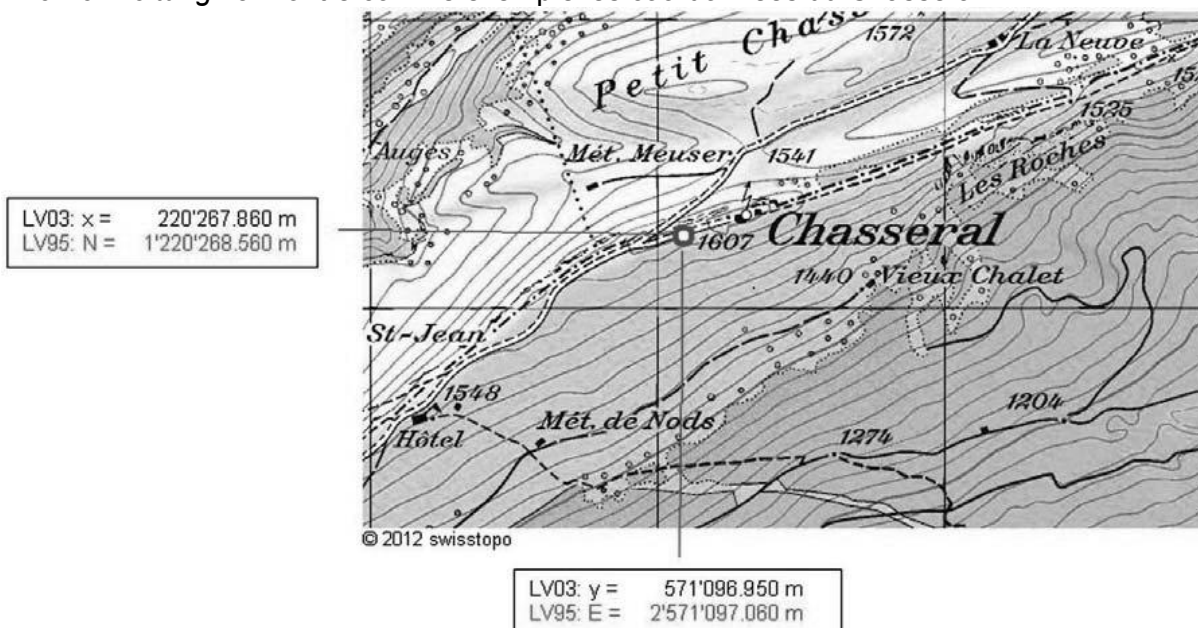 Petit Chass
1572
La Neuve
1525
Auges
Mét. Meuser
1541
Les Roches
LV03: x = 220'267.860 m
LV95: N = 1'220'268.560 m
1607 Chasseral
1440 Vieux Chalet
St-Jean
1548
Hôtel
Mét. de Nods
1204
1274
© 2012 swisstopo
LV03: y = 571'096.950 m
LV95: E = 2'571'097.060 m